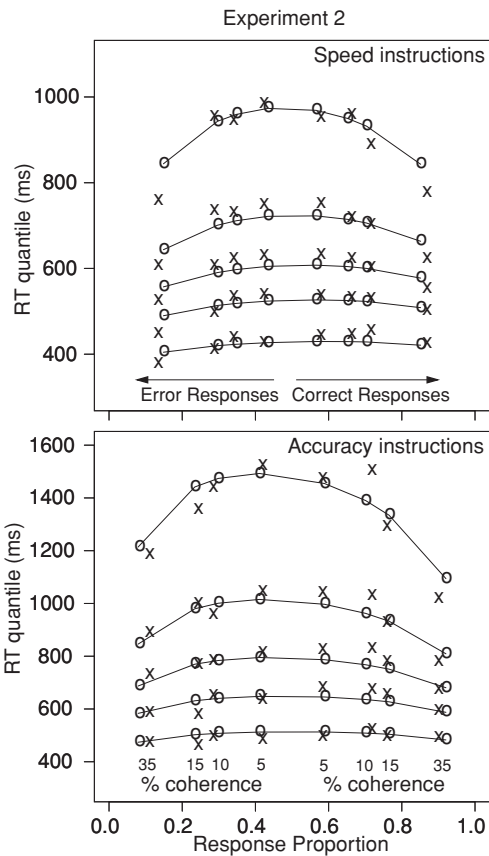 Experiment 2
Speed instructions
1000
800
600
400
RT quantile (ms)
Error Responses Correct Responses
Accuracy instructions
1600
1400
1200
1000
800
600
400
RT quantile (ms)
35 15 10 5 5 10 15 35
% coherence % coherence
0.0 0.2 0.4 0.6 0.8 1.0
Response Proportion